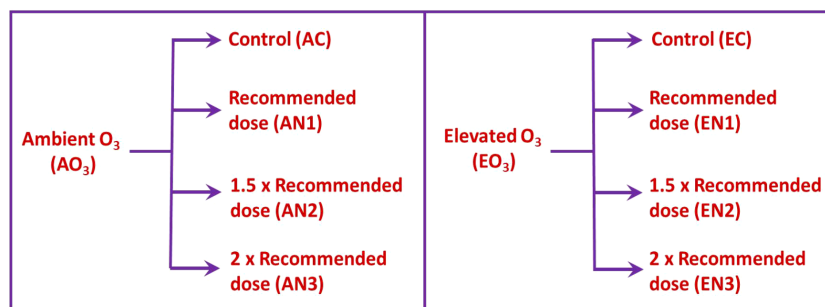 Ambient O₃
(AO₃)
Control (AC)
Recommended
dose (AN1)
1.5 x Recommended
dose (AN2)
2 x Recommended
dose (AN3)
Elevated O₃
(EO₃)
Control (EC)
Recommended
dose (EN1)
1.5 x Recommended
dose (EN2)
2 x Recommended
dose (EN3)